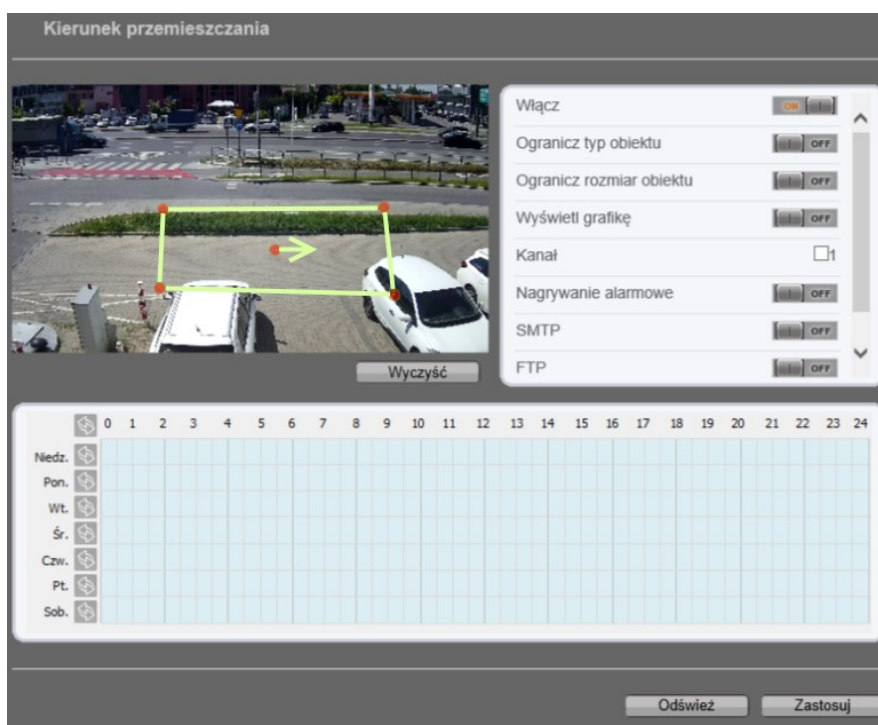 Kierunek przemieszczania
Włącz ON
Ogranicz typ obiektu OFF
Ogranicz rozmiar obiektu OFF
Wyświetl grafikę OFF
Kanał 1
Nagrywanie alarmowe OFF
SMTP OFF
FTP OFF
Wyczyść
0 1 2 3 4 5 6 7 8 9 10 11 12 13 14 15 16 17 18 19 20 21 22 23 24
Niedz.
Pon.
Wt.
Śr.
Czw.
Pt.
Sob.
Odśwież Zastosuj